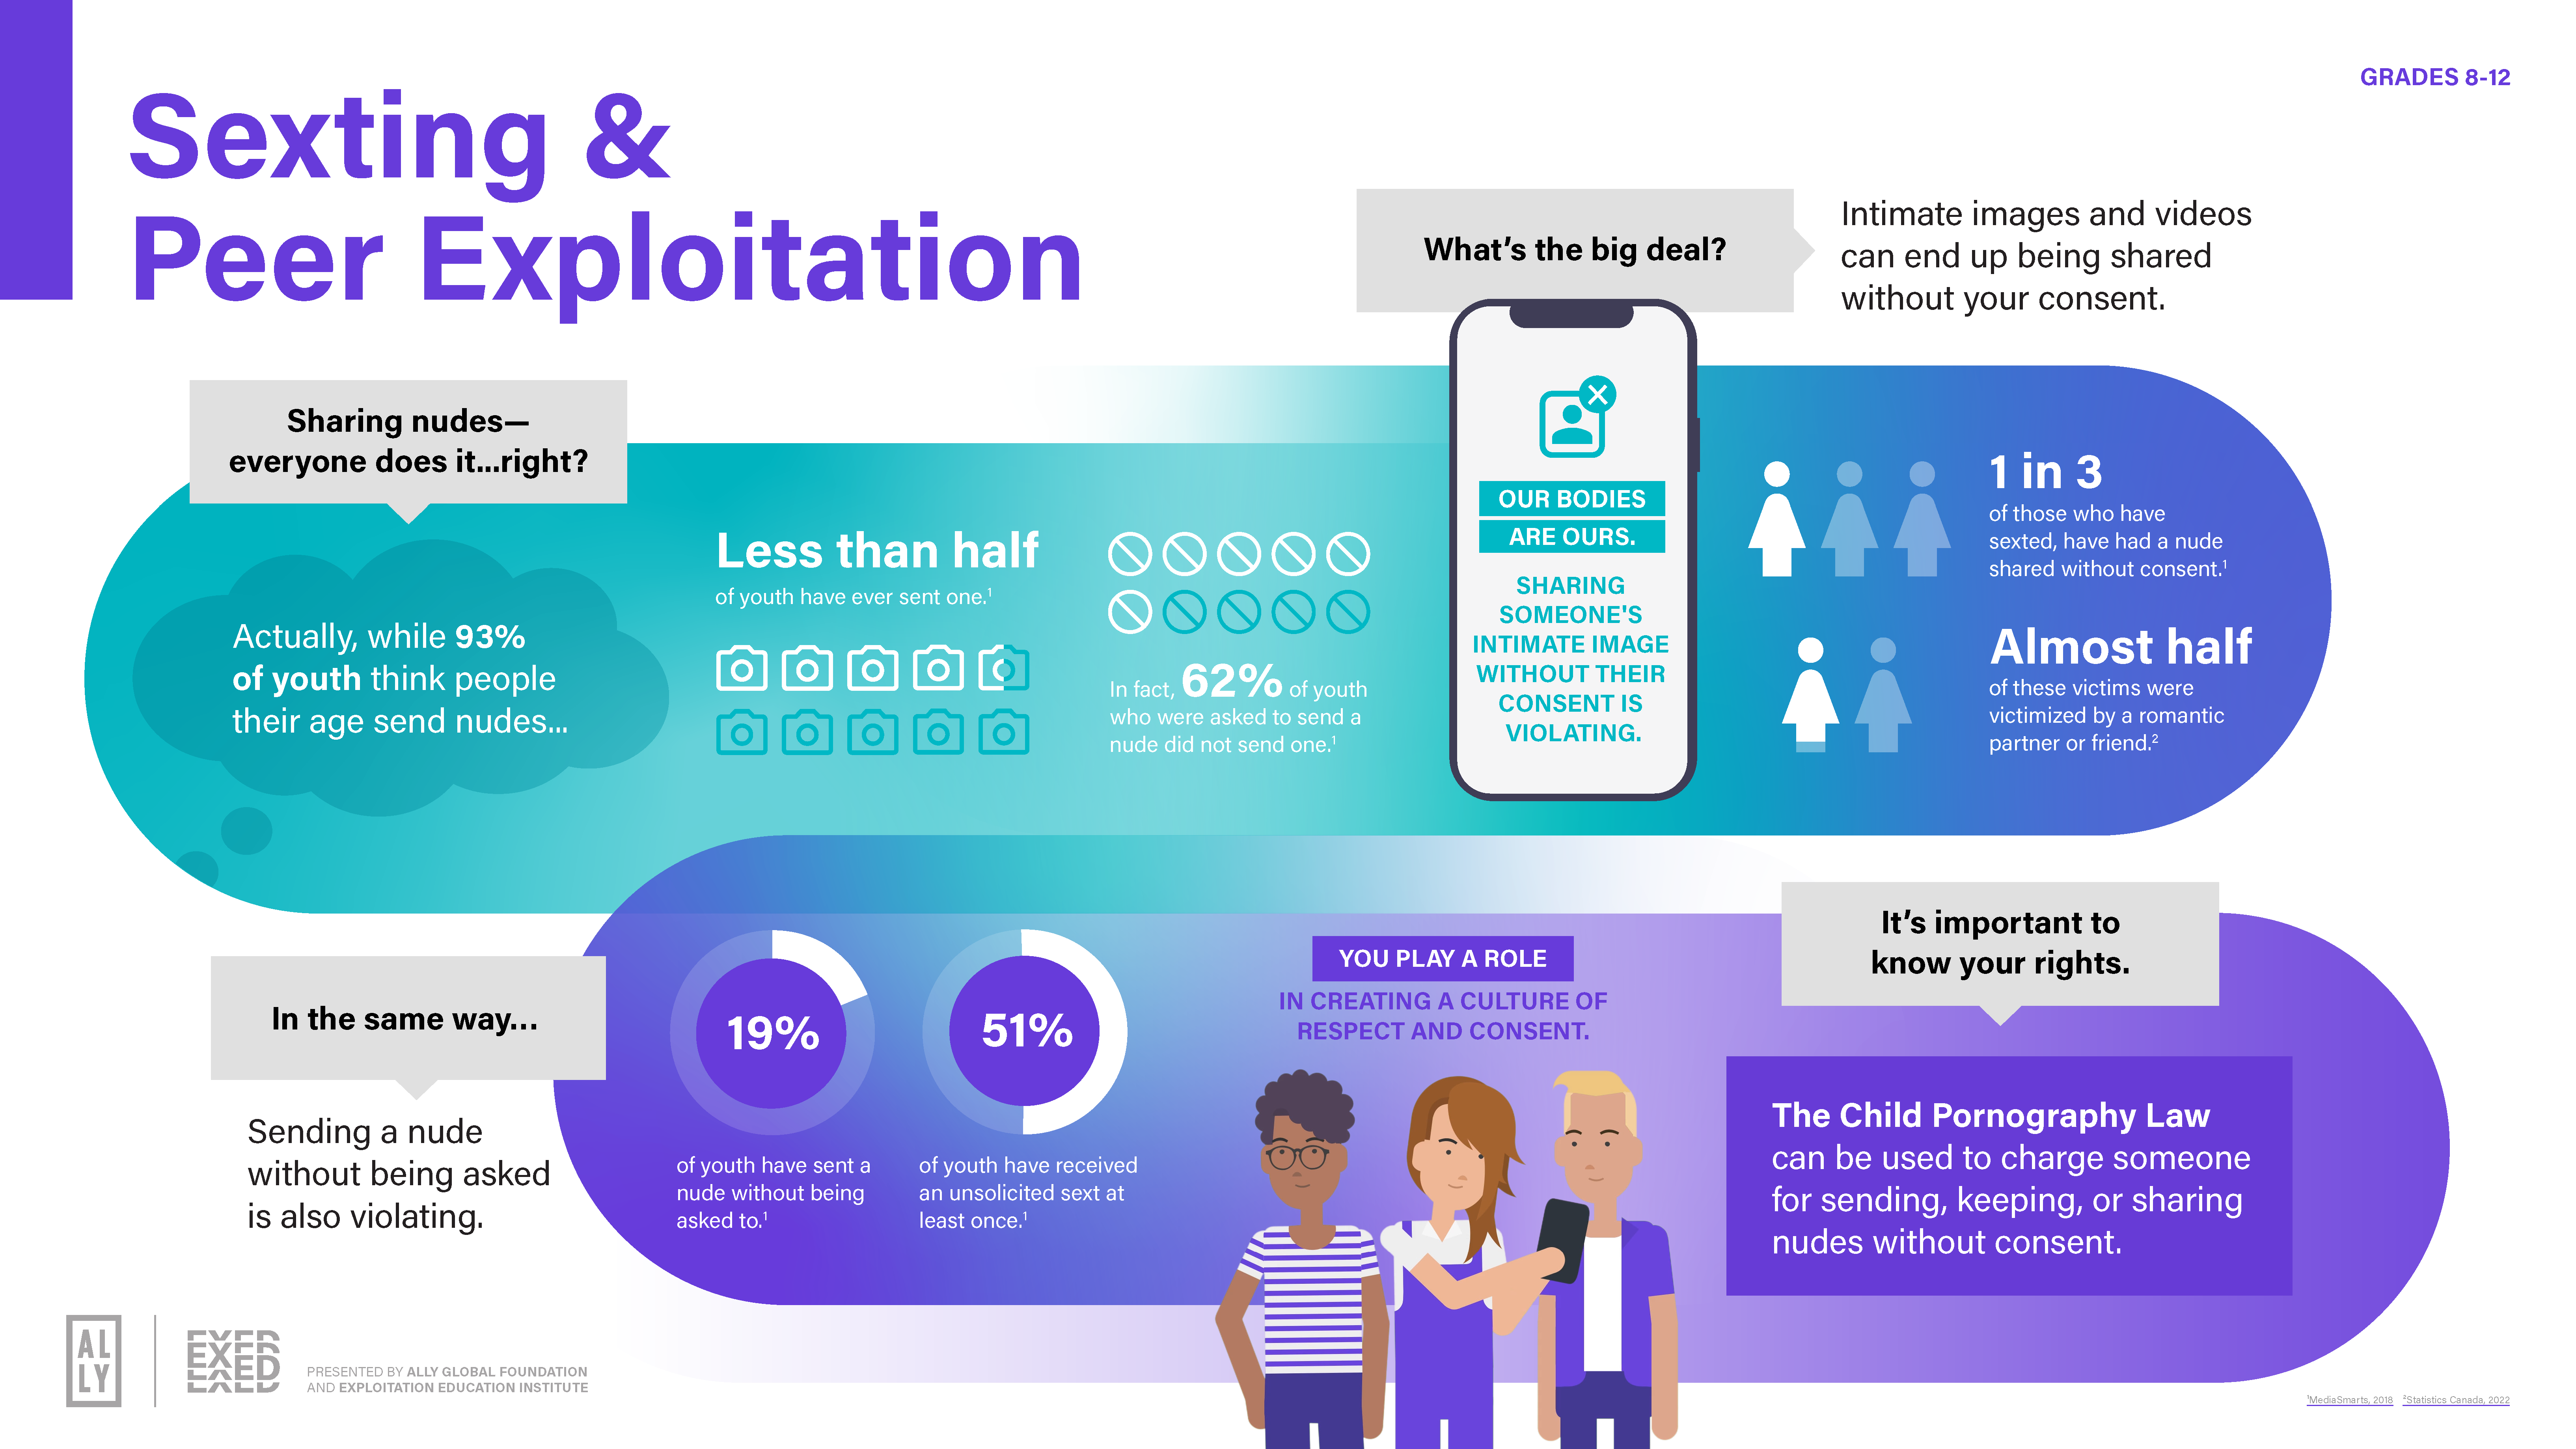 GRADES 8-12
Sexting &
Peer Exploitation
What's the big deal?
Intimate images and videos
can end up being shared
without your consent.
Sharing nudes—
everyone does it...right?
Actually, while 93%
of youth think people
their age send nudes...
Less than half
of youth have ever sent one.¹
In fact, 62% of youth
who were asked to send a
nude did not send one.¹
OUR BODIES
ARE OURS.
SHARING
SOMEONE'S
INTIMATE IMAGE
WITHOUT THEIR
CONSENT IS
VIOLATING.
1 in 3
of those who have
sexted, have had a nude
shared without consent.¹
Almost half
of these victims were
victimized by a romantic
partner or friend.²
In the same way...
Sending a nude
without being asked
is also violating.
19%
of youth have sent a
nude without being
asked to.¹
51%
of youth have received
an unsolicited sext at
least once.¹
YOU PLAY A ROLE
IN CREATING A CULTURE OF
RESPECT AND CONSENT.
It's important to
know your rights.
The Child Pornography Law
can be used to charge someone
for sending, keeping, or sharing
nudes without consent.
AL
LY
EXED
EXED
EXED
PRESENTED BY ALLY GLOBAL FOUNDATION
AND EXPLOITATION EDUCATION INSTITUTE
¹MediaSmarts, 2018 ²Statistics Canada, 2022